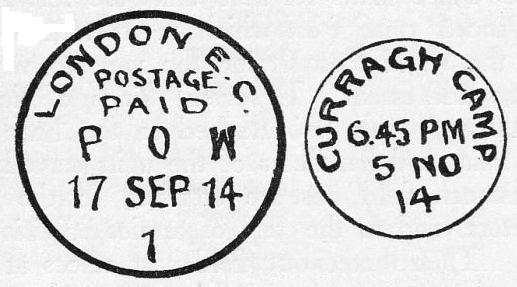 LONDON E.C.
POSTAGE
PAID
P O W
17 SEP 14
1
CURRAGH CAMP
6.45 PM
5 NO
14